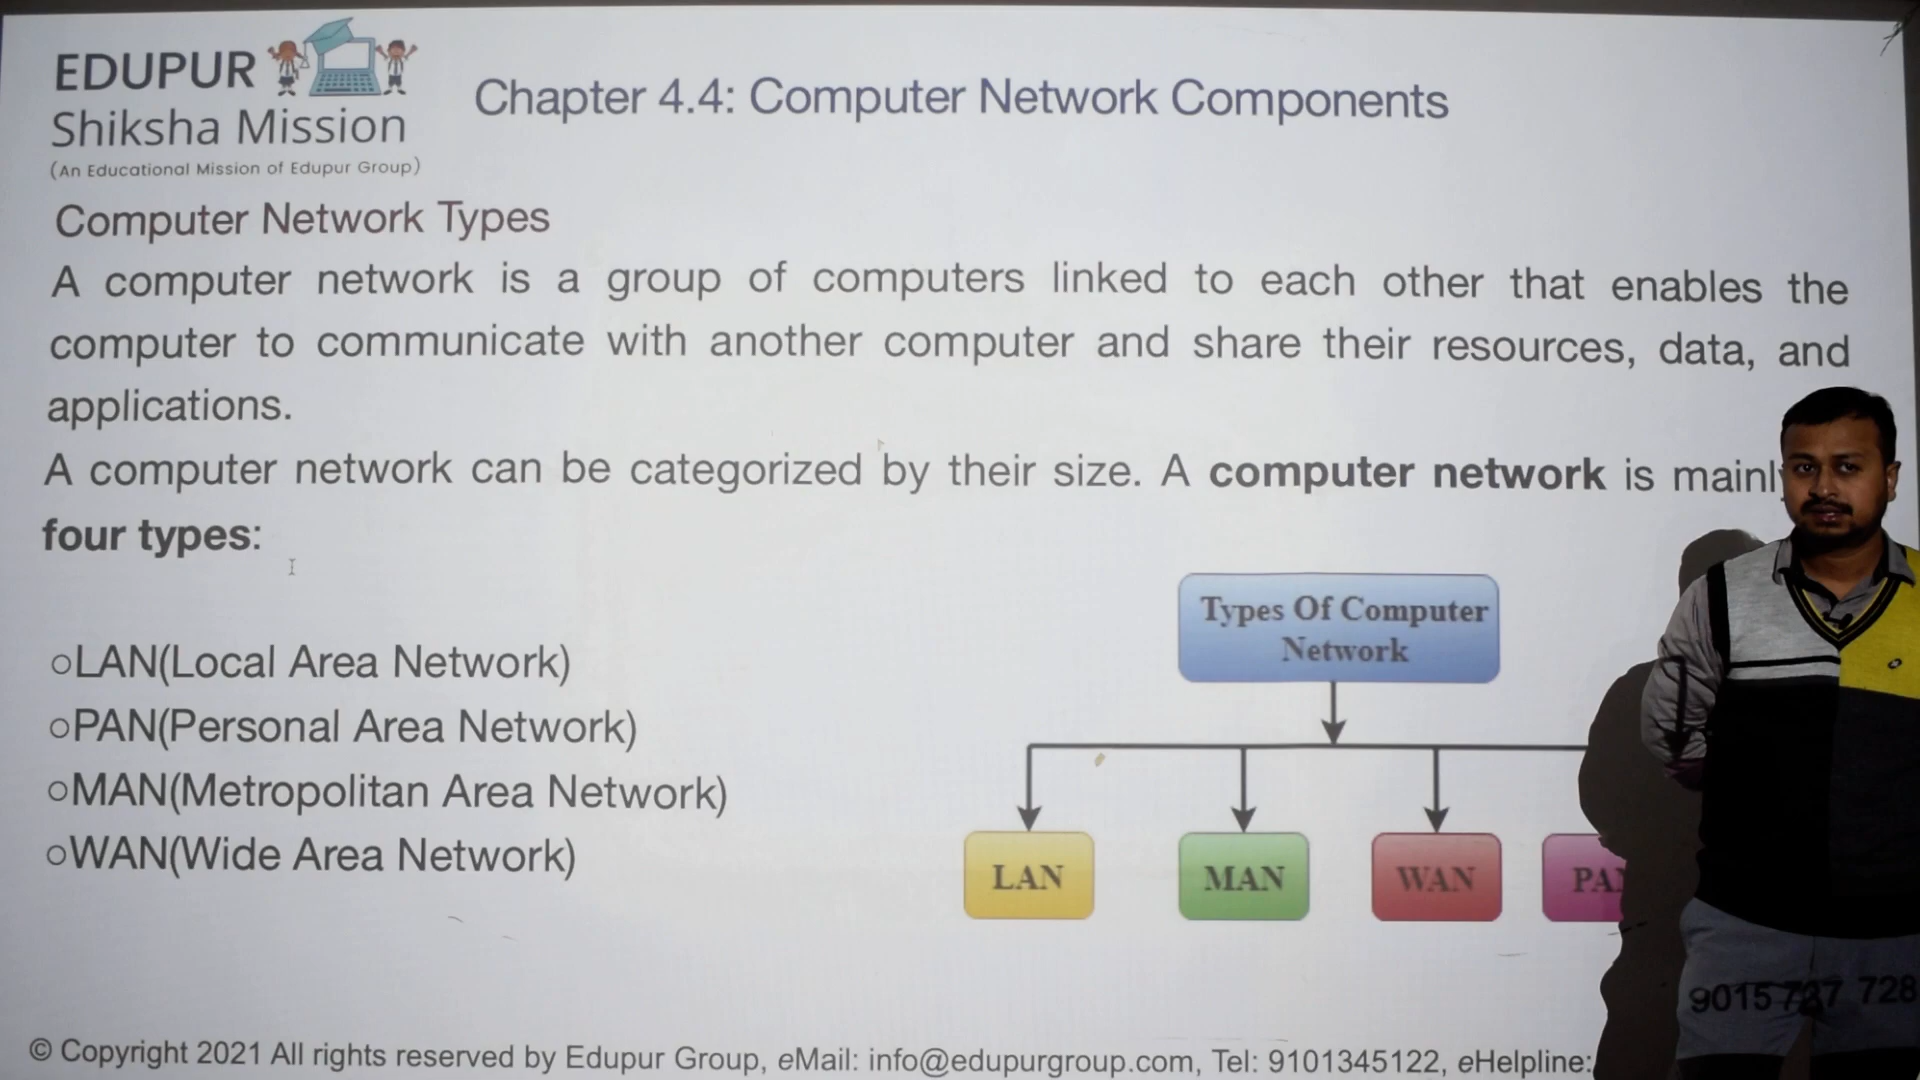 EDUPUR
Shiksha Mission
(An Educational Mission of Edupur Group)
Chapter 4.4: Computer Network Components
Computer Network Types
A computer network is a group of computers linked to each other that enables the
computer to communicate with another computer and share their resources, data, and
applications.
A computer network can be categorized by their size. A computer network is mainly
four types:
○LAN(Local Area Network)
○PAN(Personal Area Network)
○MAN(Metropolitan Area Network)
○WAN(Wide Area Network)
Types Of Computer
Network
LAN MAN WAN PAN
© Copyright 2021 All rights reserved by Edupur Group, eMail: info@edupurgroup.com, Tel: 9101345122, eHelpline:
9015 737 728